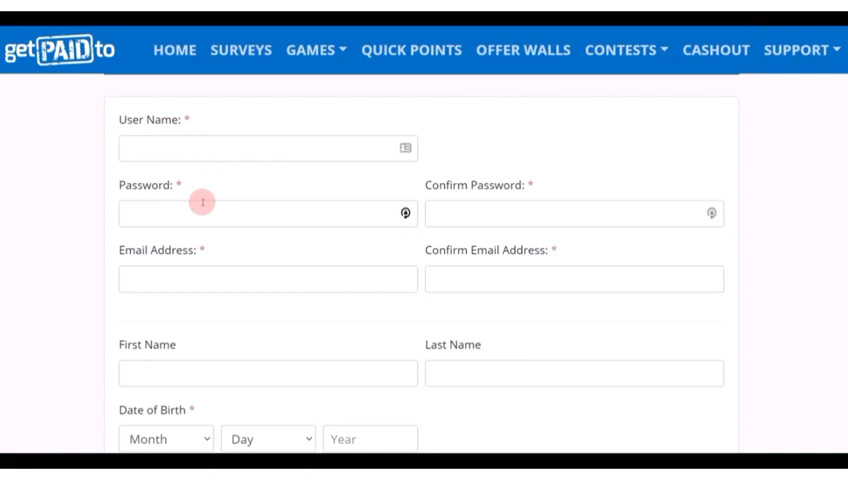 getPAIDto HOME SURVEYS GAMES QUICK POINTS OFFER WALLS CONTESTS CASHOUT SUPPORT
User Name: *
Password: * Confirm Password: *
Email Address: * Confirm Email Address: *
First Name Last Name
Date of Birth *
Month Day Year